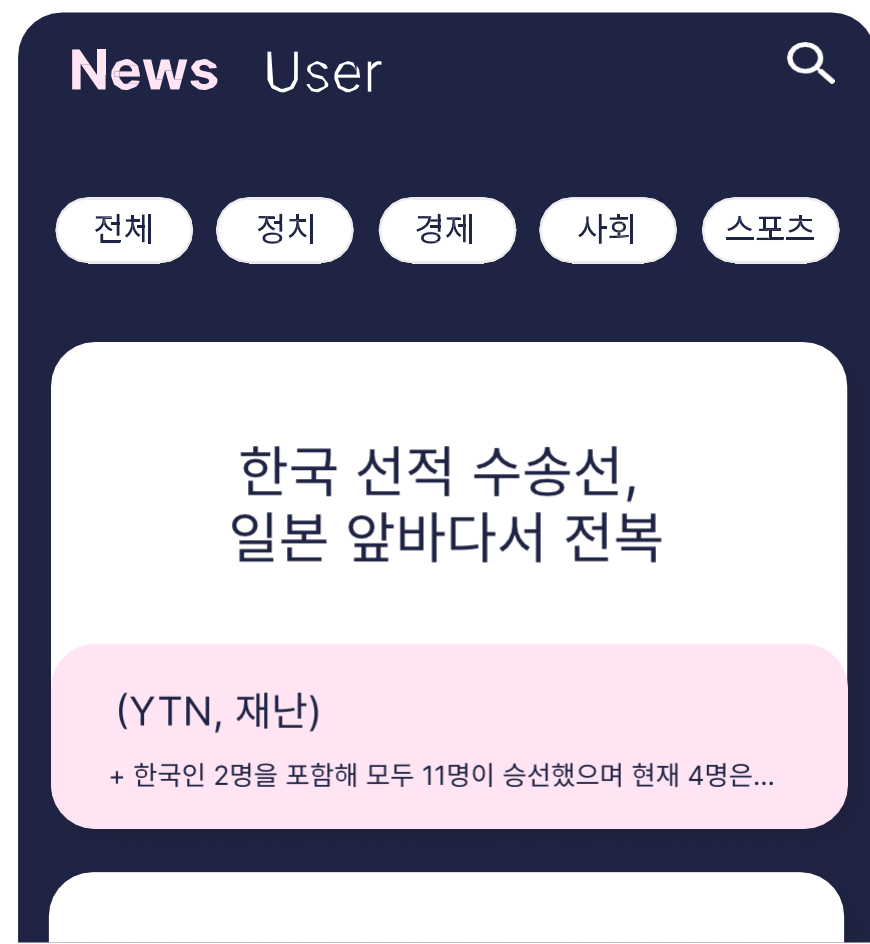 News User
전체 정치 경제 사회 스포츠
한국 선적 수송선,
일본 앞바다서 전복
(YTN, 재난)
+ 한국인 2명을 포함해 모두 11명이 승선했으며 현재 4명은...